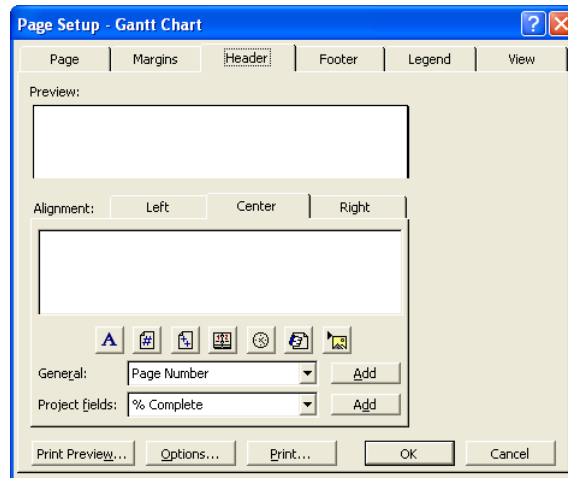 Page Setup - Gantt Chart
Page Margins Header Footer Legend View
Preview:
Alignment: Left Center Right
General: Page Number Add
Project fields: % Complete Add
Print Preview... Options... Print... OK Cancel